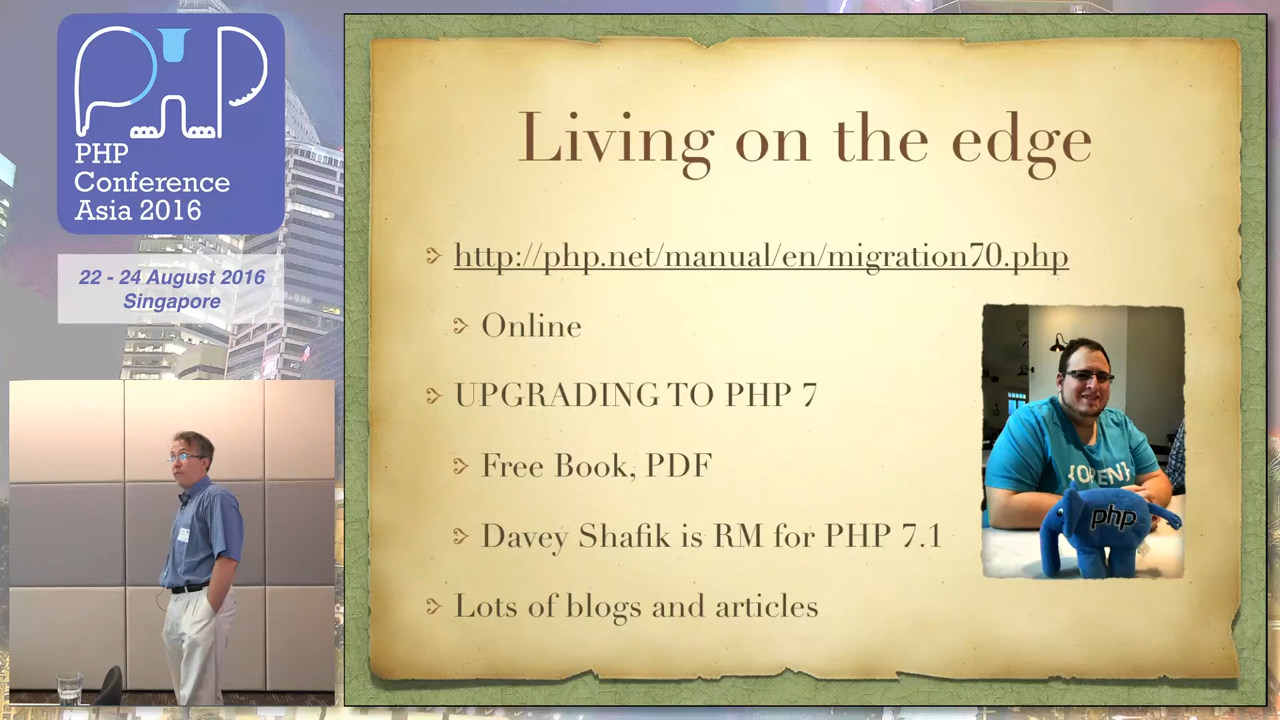 PHP
Conference
Asia 2016
22 - 24 August 2016
Singapore
Living on the edge
http://php.net/manual/en/migration70.php
Online
UPGRADING TO PHP 7
Free Book, PDF
Davey Shafik is RM for PHP 7.1
Lots of blogs and articles
{OPEN}
php